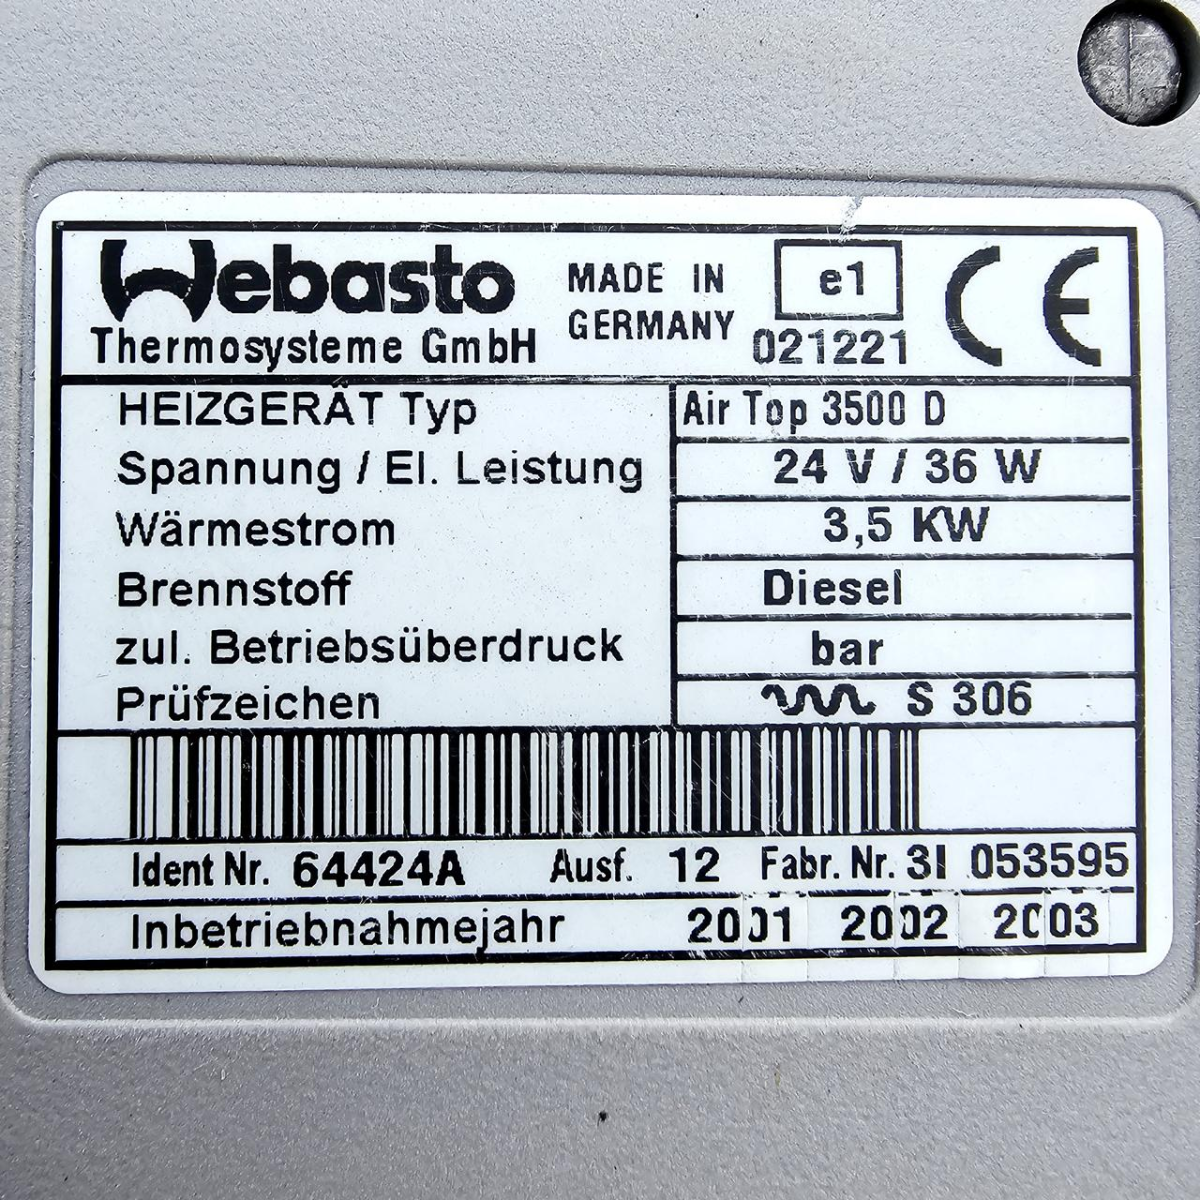 Webasto
Thermosysteme GmbH
MADE IN
GERMANY
e1
021221
CE
HEIZGERÄT Typ Air Top 3500 D
Spannung / El. Leistung 24 V / 36 W
Wärmestrom 3,5 KW
Brennstoff Diesel
zul. Betriebsüberdruck bar
Prüfzeichen S 306
Ident Nr. 64424A Ausf. 12 Fabr. Nr. 3I 053595
Inbetriebnahmejahr 2001 2002 2003